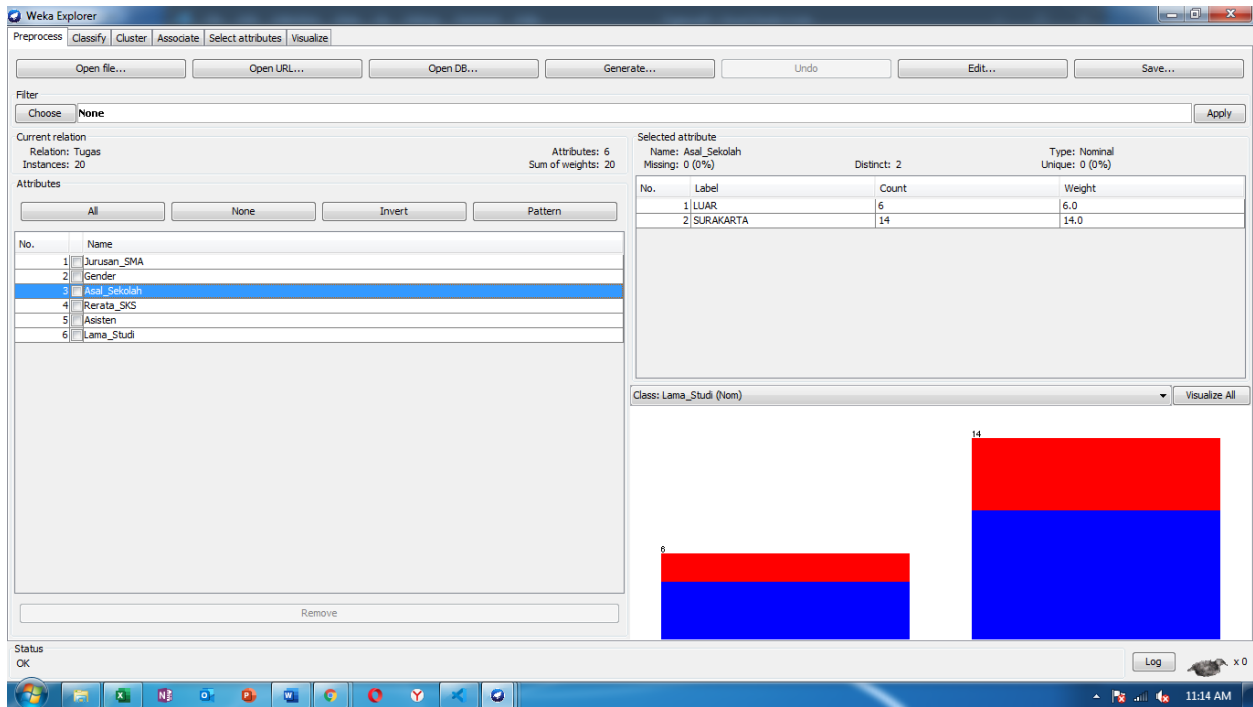 Weka Explorer
Preprocess Classify Cluster Associate Select attributes Visualize
Open file... Open URL... Open DB... Generate... Undo Edit... Save...
Filter
Choose None Apply
Current relation
Relation: Tugas Attributes: 6
Instances: 20 Sum of weights: 20
Attributes
All None Invert Pattern
No. Name
1 Jurusan_SMA
2 Gender
3 Asal_Sekolah
4 Rerata_SKS
5 Asisten
6 Lama_Studi
Remove
Selected attribute
Name: Asal_Sekolah Type: Nominal
Missing: 0 (0%) Distinct: 2 Unique: 0 (0%)
No. Label Count Weight
1 LUAR 6 6.0
2 SURAKARTA 14 14.0
Class: Lama_Studi (Nom) Visualize All
14
6
Status
OK Log x 0
11:14 AM